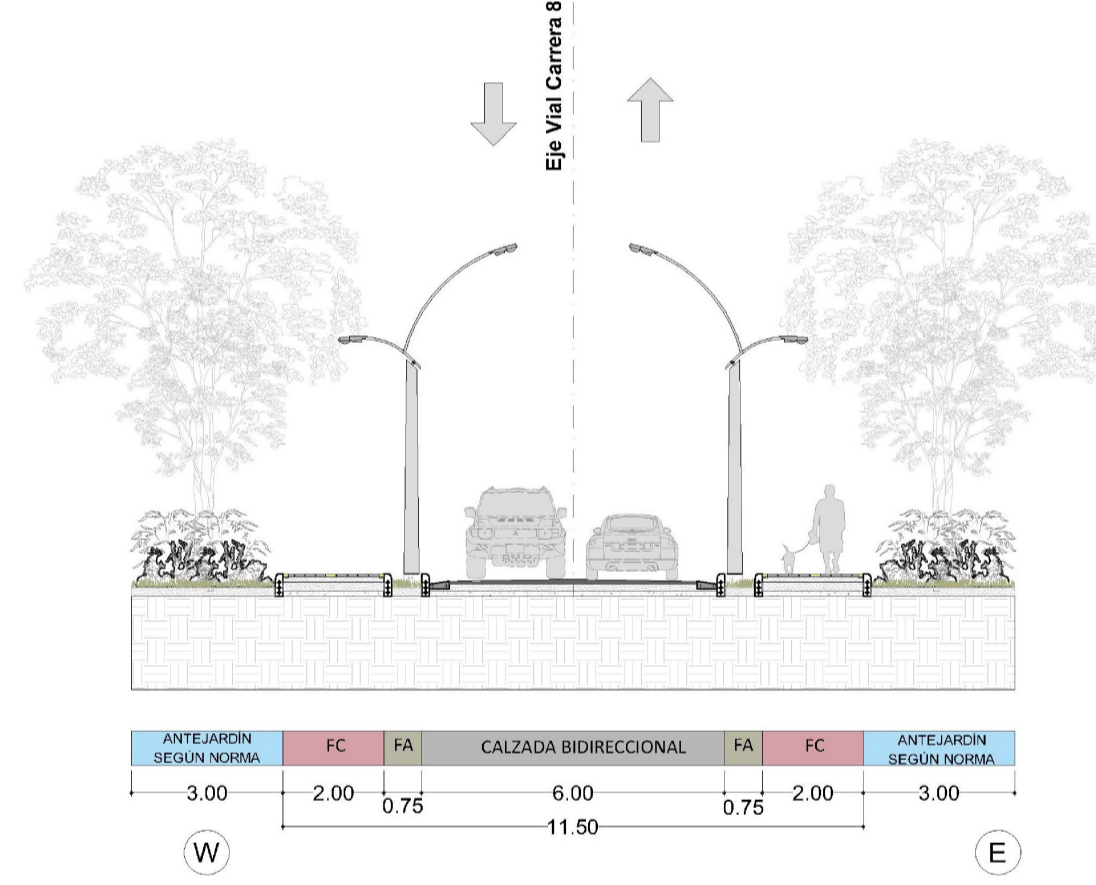 Eje Vial Carrera 8
ANTEJARDÍN
SEGÚN NORMA
FC
FA
CALZADA BIDIRECCIONAL
FA
FC
ANTEJARDÍN
SEGÚN NORMA
3.00
2.00
0.75
6.00
0.75
2.00
3.00
11.50
W
E